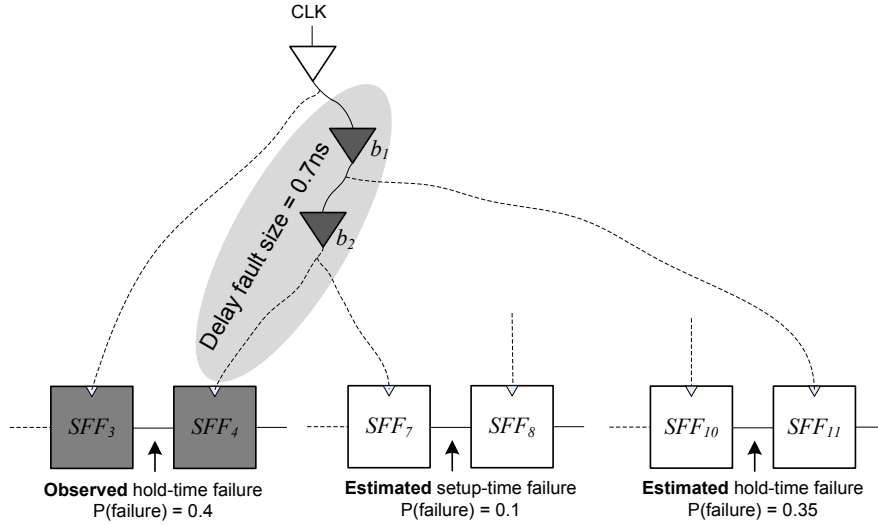 CLK
b1
b2
Delay fault size = 0.7ns
SFF3
SFF4
SFF7
SFF8
SFF10
SFF11
Observed hold-time failure
P(failure) = 0.4
Estimated setup-time failure
P(failure) = 0.1
Estimated hold-time failure
P(failure) = 0.35